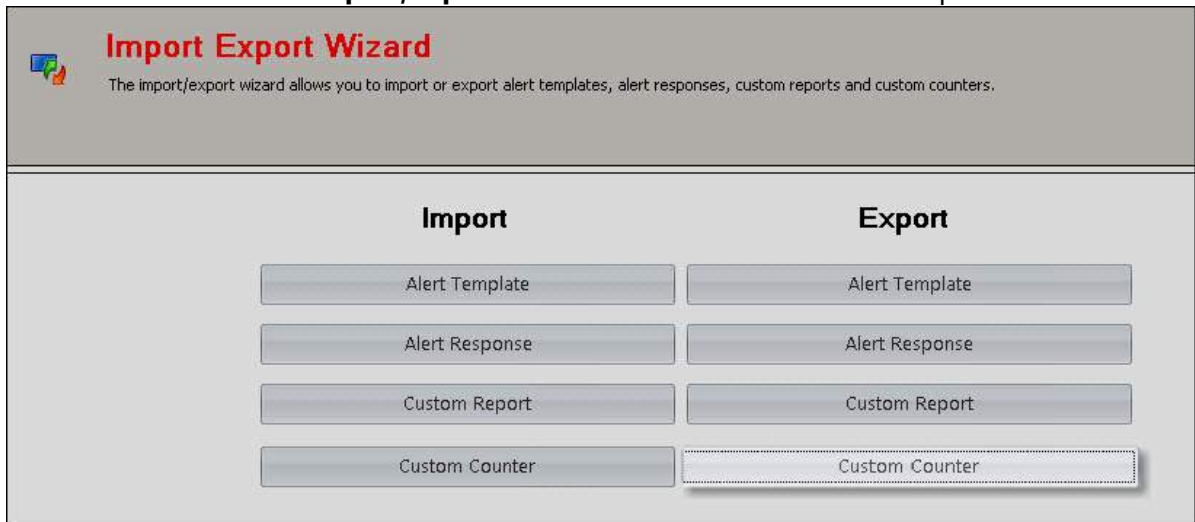 Import Export Wizard
The import/export wizard allows you to import or export alert templates, alert responses, custom reports and custom counters.
Import Export
Alert Template Alert Template
Alert Response Alert Response
Custom Report Custom Report
Custom Counter Custom Counter